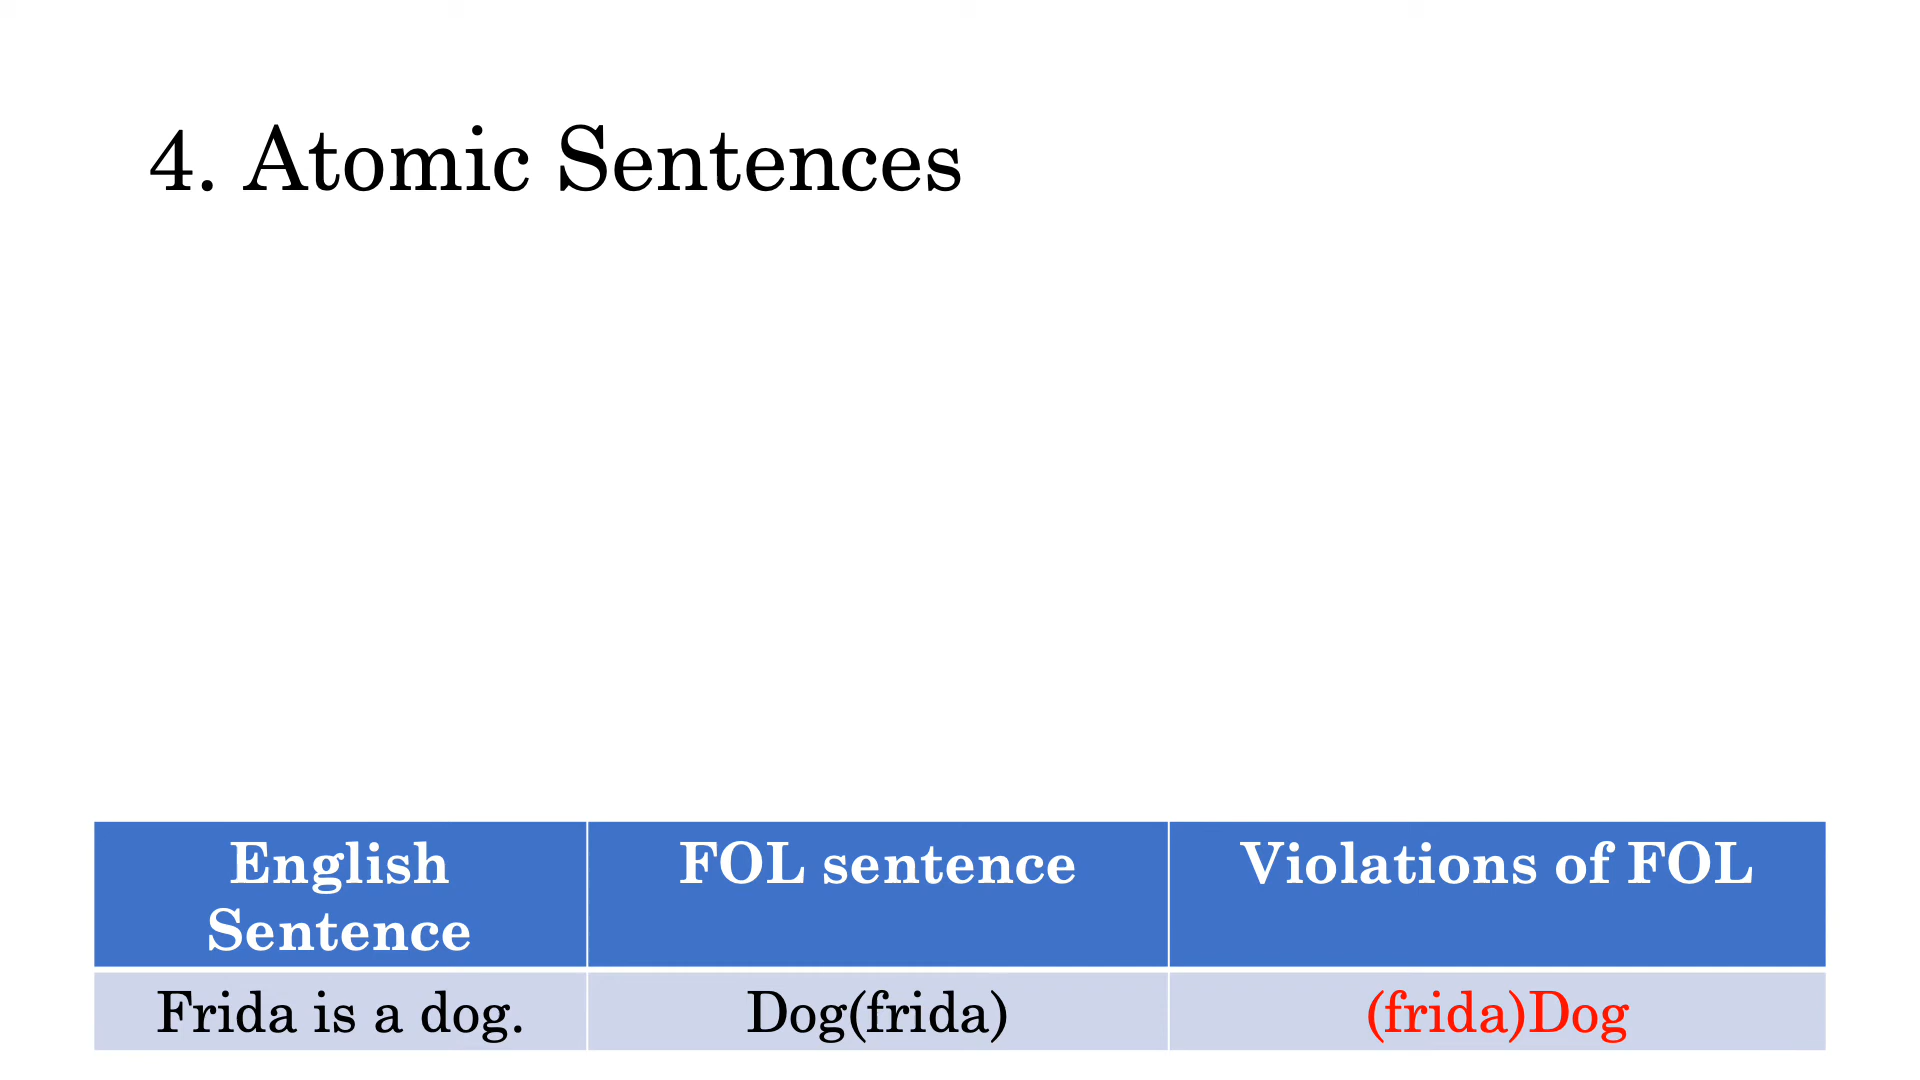 4. Atomic Sentences
English
Sentence
FOL sentence
Violations of FOL
Frida is a dog.
Dog(frida)
(frida)Dog